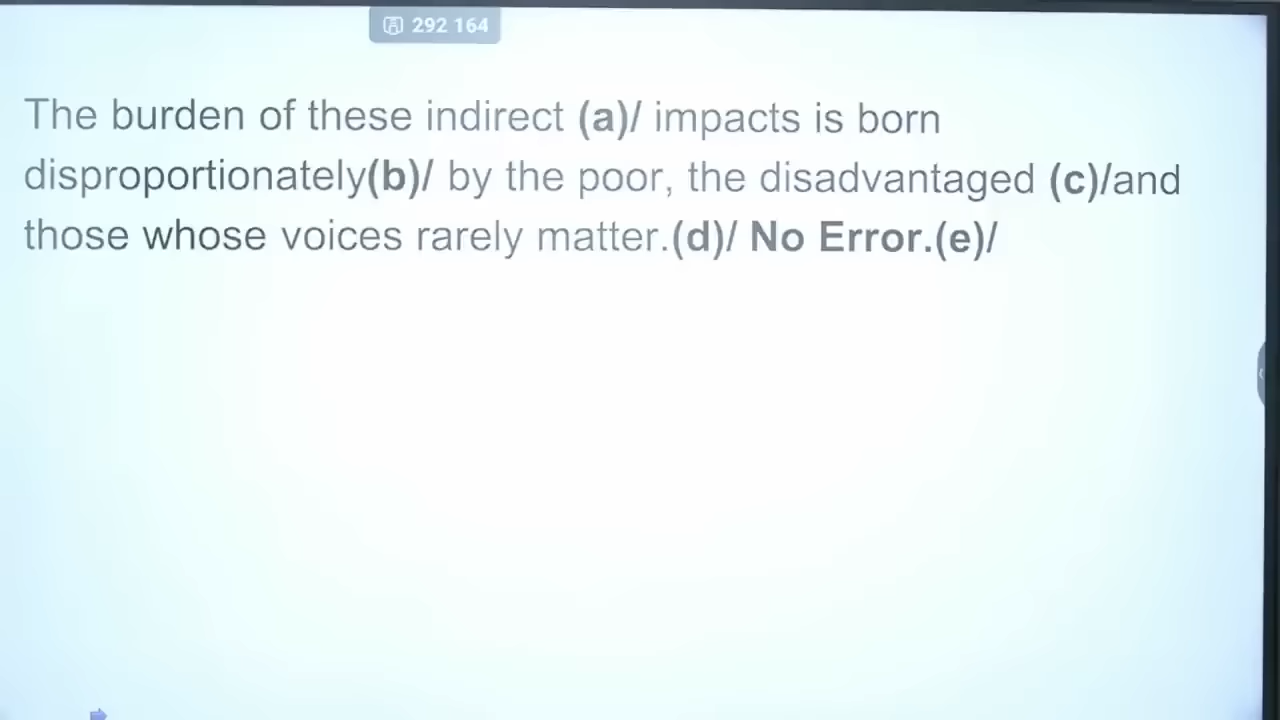 292 164
The burden of these indirect (a)/ impacts is born
disproportionately(b)/ by the poor, the disadvantaged (c)/and
those whose voices rarely matter.(d)/ No Error.(e)/